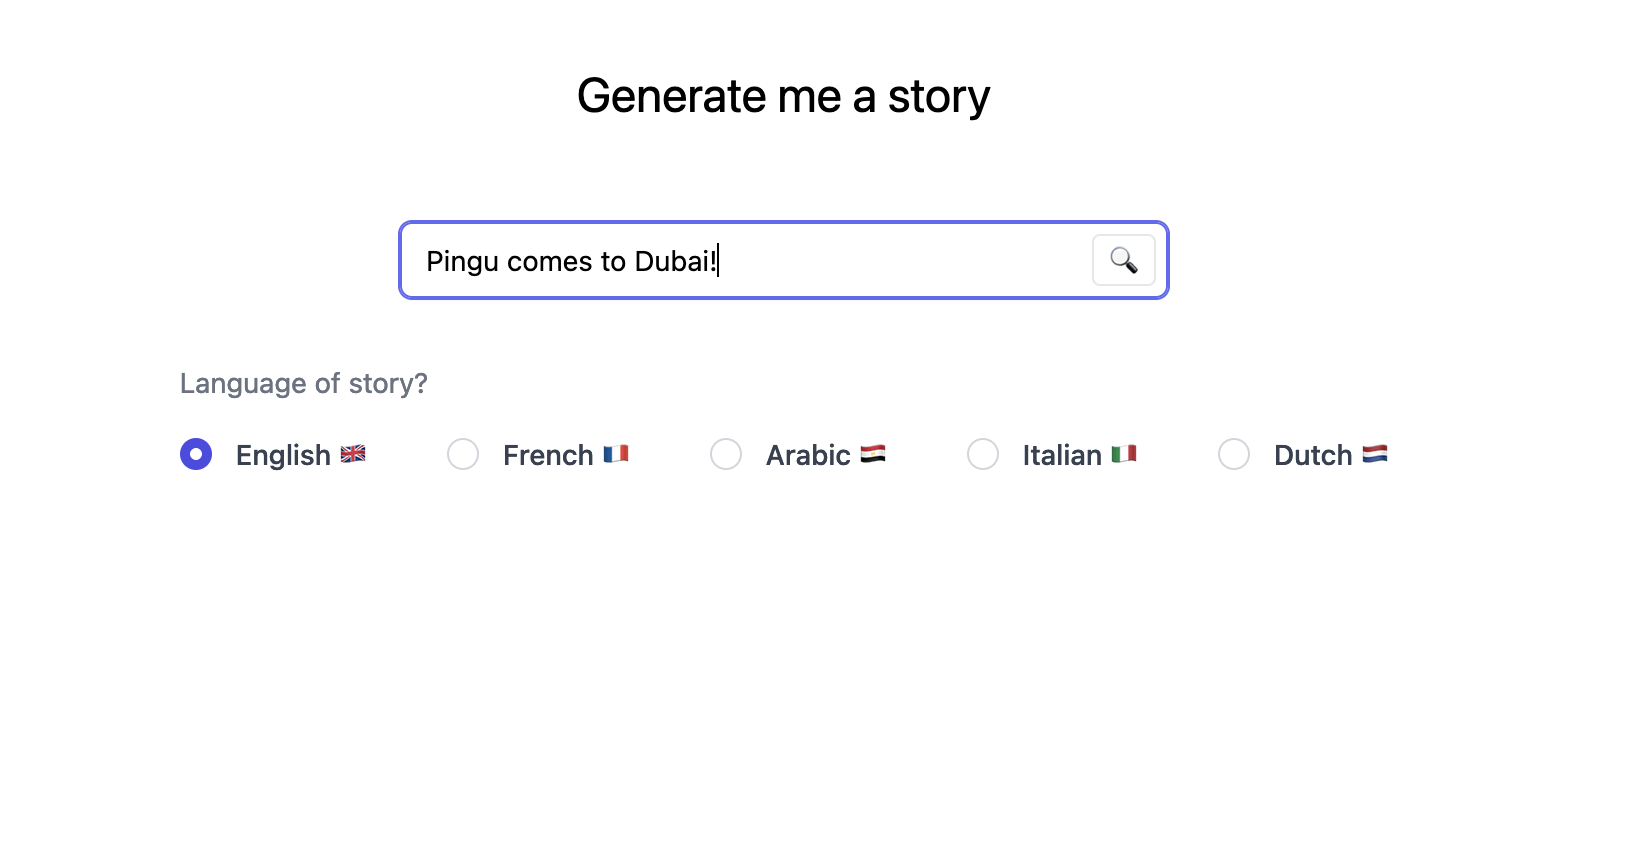 Generate me a story
Pingu comes to Dubai!
Language of story?
English 🇬🇧 French 🇫🇷 Arabic 🇪🇬 Italian 🇮🇹 Dutch 🇳🇱